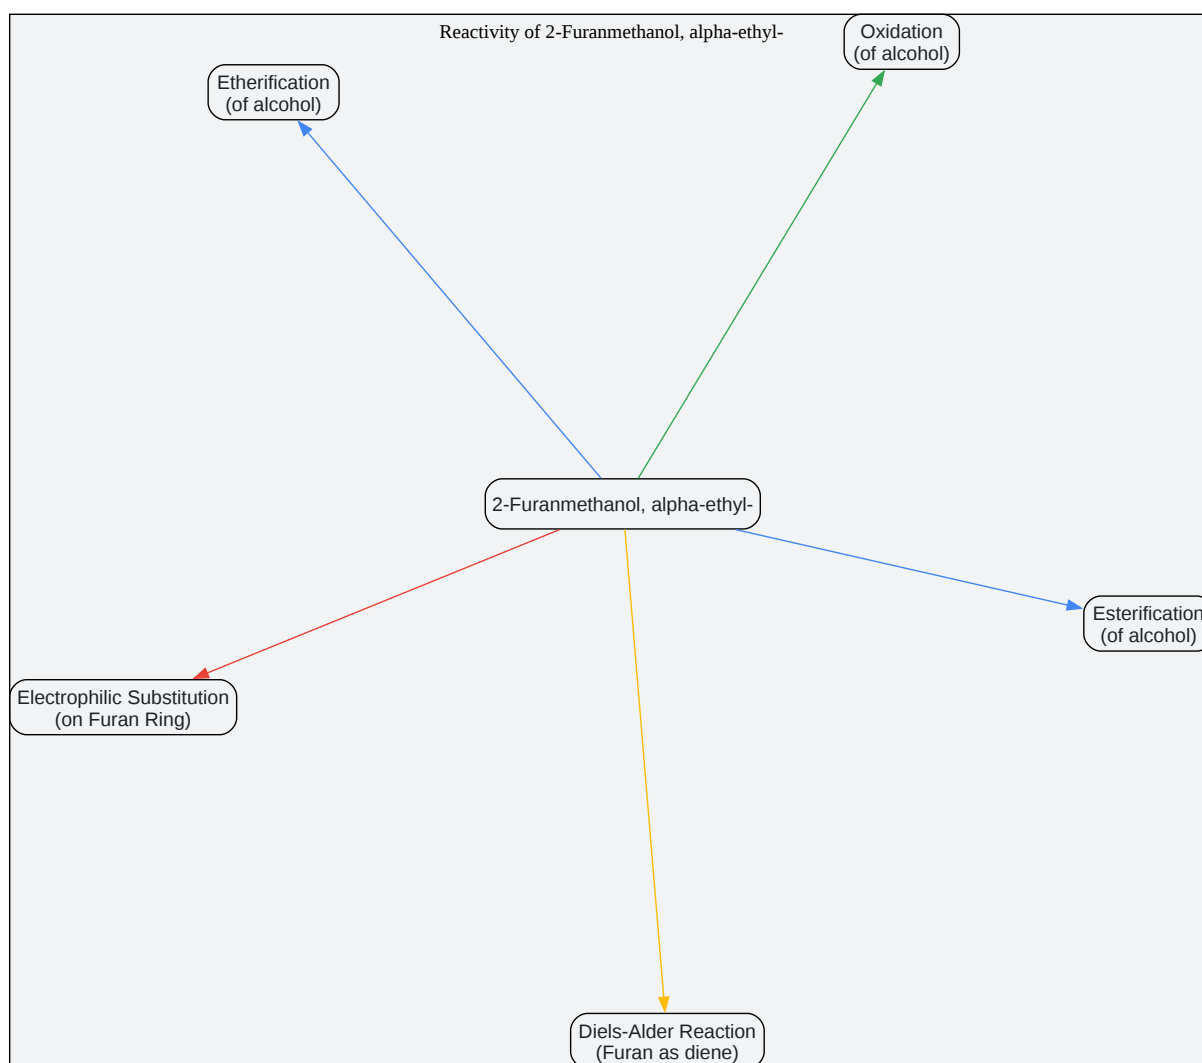 Reactivity of 2-Furanmethanol, alpha-ethyl-
Oxidation
(of alcohol)
Etherification
(of alcohol)
2-Furanmethanol, alpha-ethyl-
Esterification
(of alcohol)
Electrophilic Substitution
(on Furan Ring)
Diels-Alder Reaction
(Furan as diene)